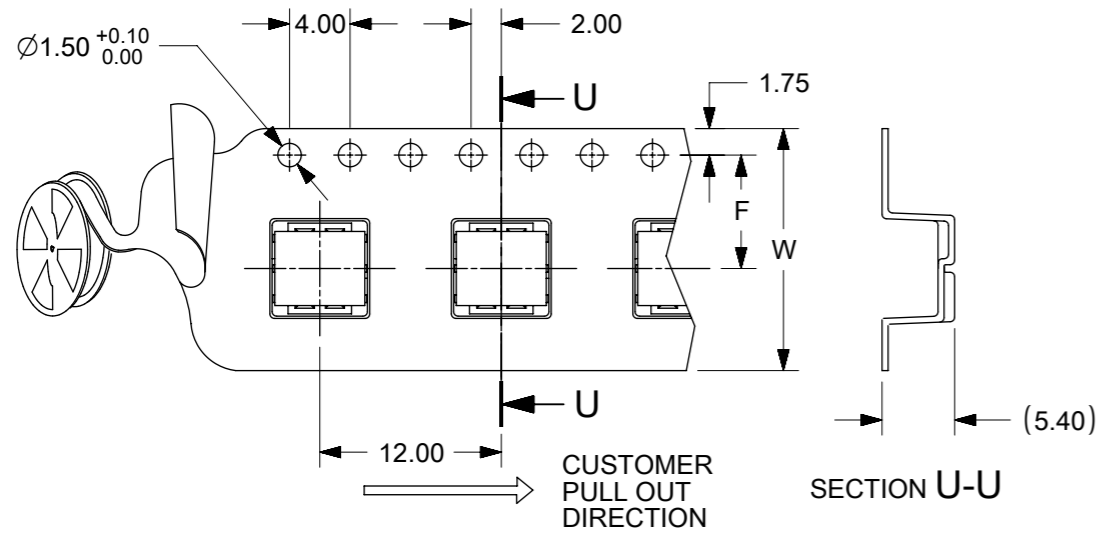 4.00
2.00
∅1.50 +0.10
0.00
U
1.75
F
W
U
(5.40)
12.00
CUSTOMER
PULL OUT
DIRECTION
SECTION U-U